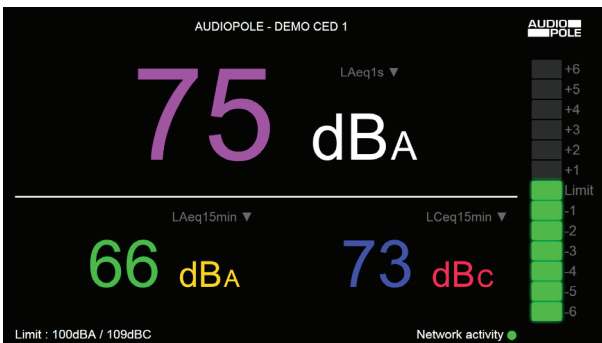 AUDIOPOLE - DEMO CED 1
AUDIO
POLE
LAeq1s ▼
75 dBA
LAeq15min ▼
66 dBA
LCeq15min ▼
73 dBC
+6
+5
+4
+3
+2
+1
Limit
-1
-2
-3
-4
-5
-6
Limit : 100dBA / 109dBC
Network activity